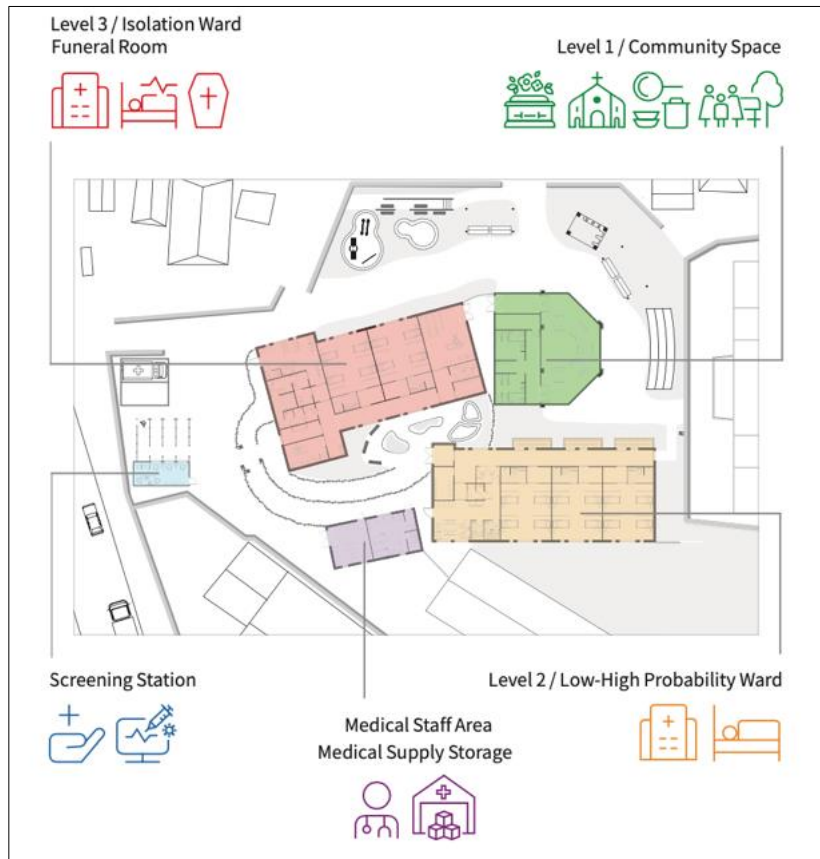 Level 3 / Isolation Ward
Funeral Room
Level 1 / Community Space
Screening Station
Level 2 / Low-High Probability Ward
Medical Staff Area
Medical Supply Storage